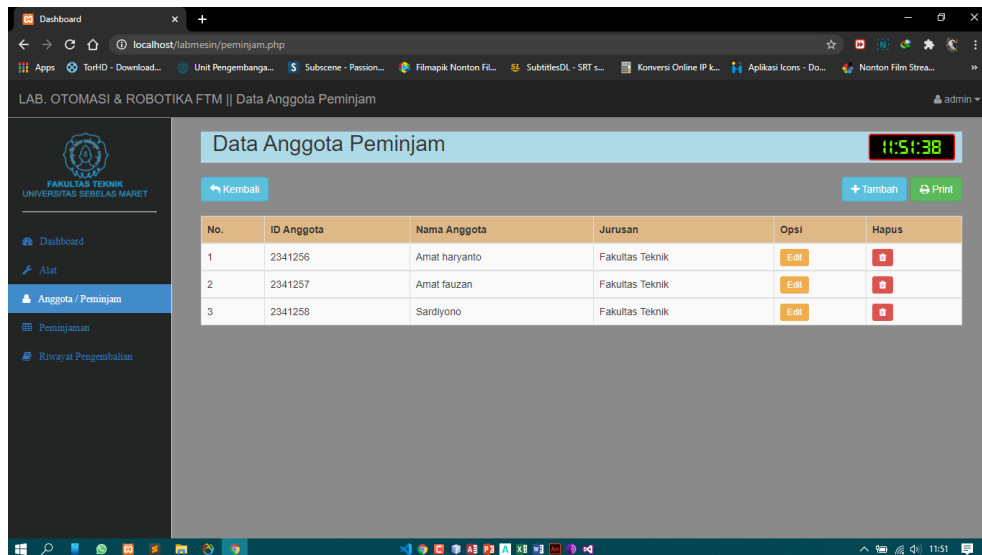 Dashboard
localhost/labmesin/peminjam.php
Apps TorHD - Download... Unit Pengembanga... Subscene - Passion... Filmapik Nonton Fil... SubtitlesDL - SRT s... Konversi Online IP k... Aplikasi Icons - Do... Nonton Film Strea... »
LAB. OTOMASI & ROBOTIKA FTM || Data Anggota Peminjam admin
FAKULTAS TEKNIK
UNIVERSITAS SEBELAS MARET
Dashboard
Alat
Anggota / Peminjam
Peminjaman
Riwayat Pengembalian
Data Anggota Peminjam 11:51:38
Kembali Tambah Print
No. ID Anggota Nama Anggota Jurusan Opsi Hapus
1 2341256 Amat haryanto Fakultas Teknik Edit
2 2341257 Amat fauzan Fakultas Teknik Edit
3 2341258 Sardiyono Fakultas Teknik Edit
11:51